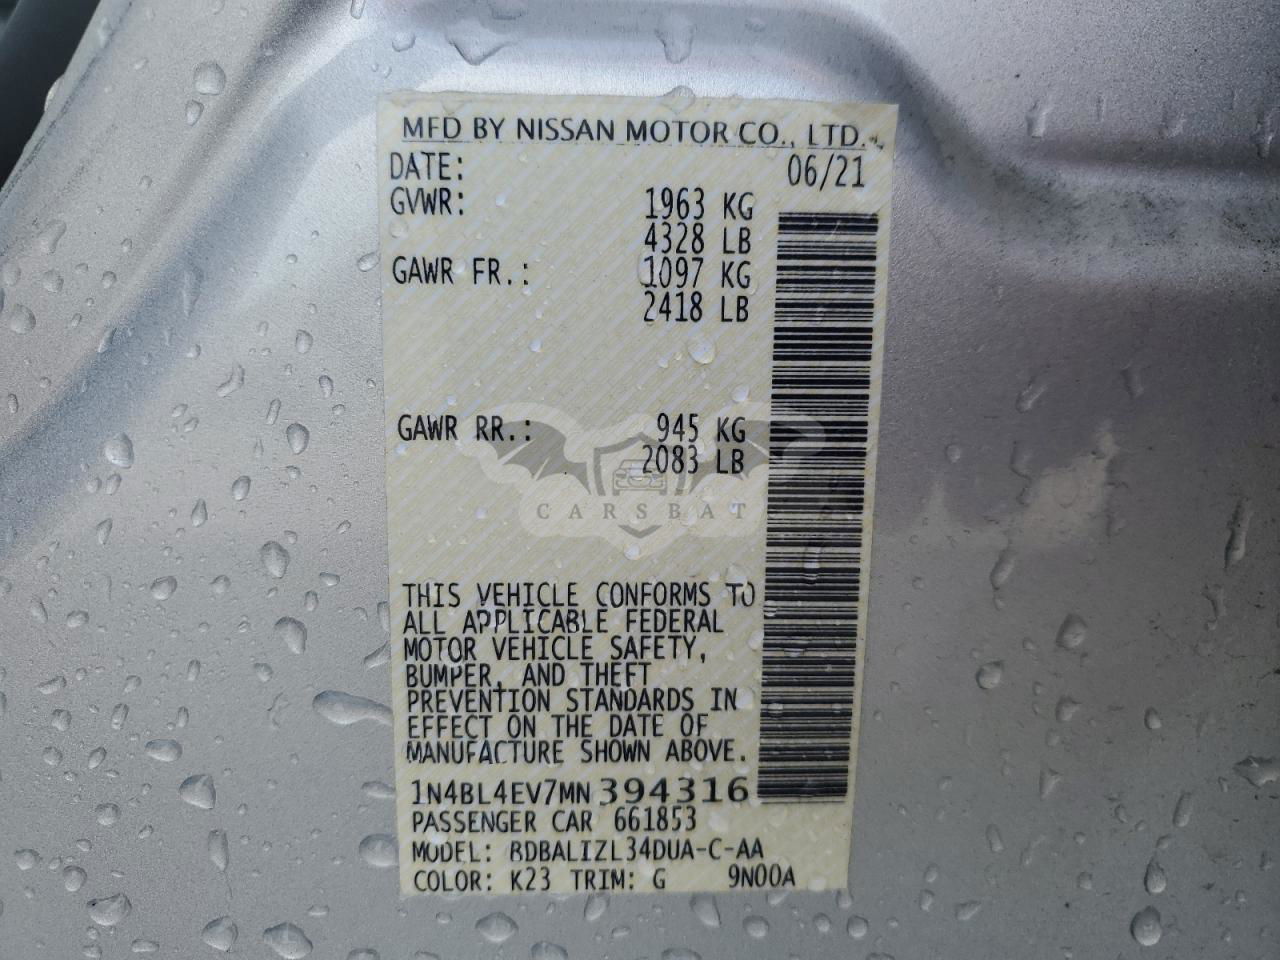 MFD BY NISSAN MOTOR CO., LTD.
DATE: 06/21
GVWR: 1963 KG
4328 LB
GAWR FR.: 1097 KG
2418 LB
GAWR RR.: 945 KG
2083 LB
CARSBAT
THIS VEHICLE CONFORMS TO
ALL APPLICABLE FEDERAL
MOTOR VEHICLE SAFETY,
BUMPER, AND THEFT
PREVENTION STANDARDS IN
EFFECT ON THE DATE OF
MANUFACTURE SHOWN ABOVE.
1N4BL4EV7MN394316
PASSENGER CAR 661853
MODEL: BDBALIZL34DUA-C-AA
COLOR: K23 TRIM: G 9N00A